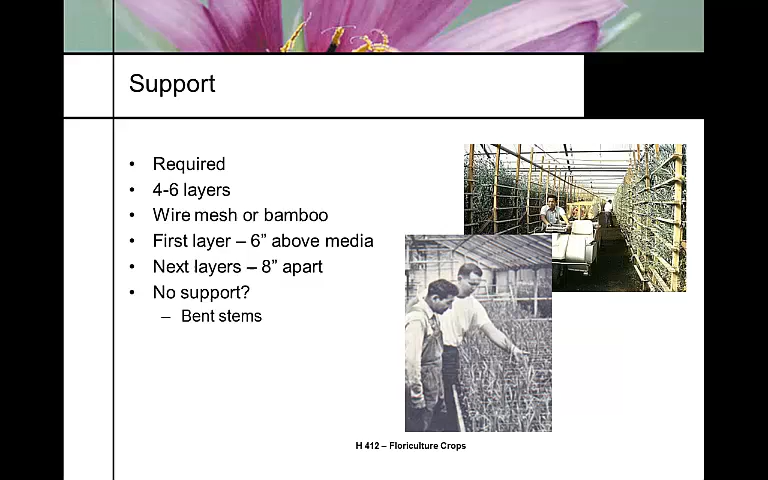 Support
• Required
• 4-6 layers
• Wire mesh or bamboo
• First layer – 6” above media
• Next layers – 8” apart
• No support?
– Bent stems
H 412 – Floriculture Crops